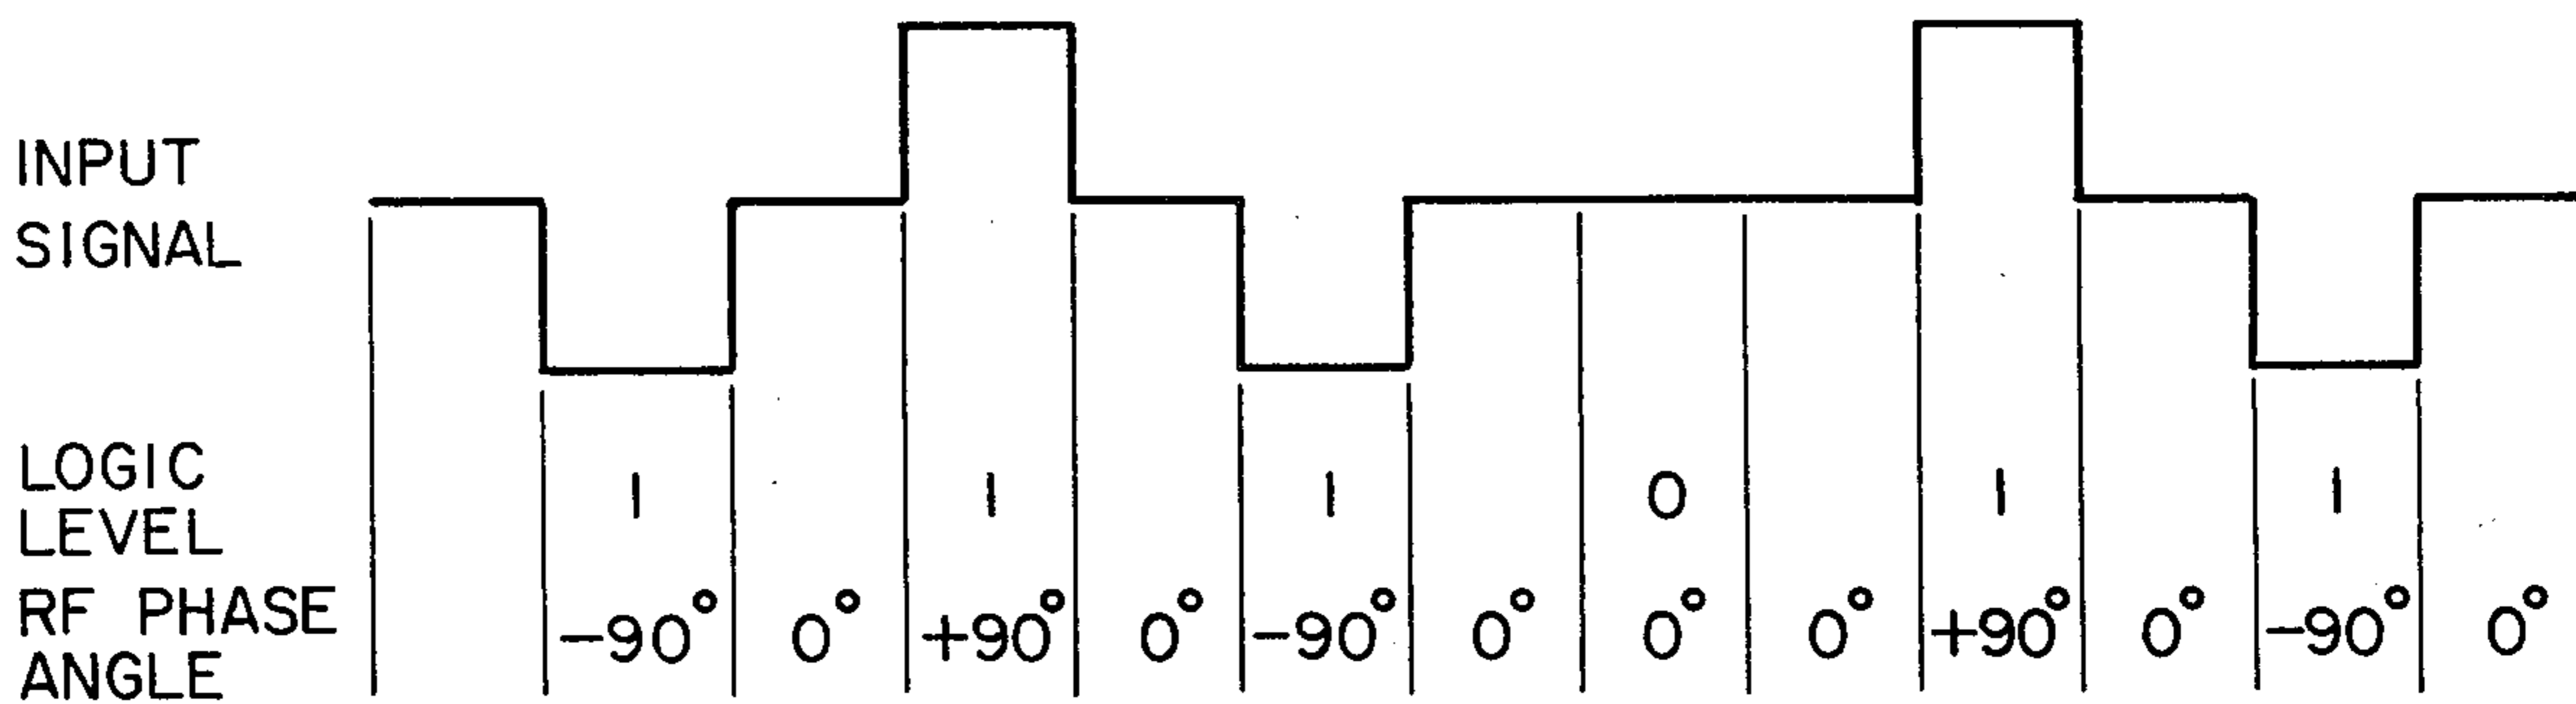 INPUT
SIGNAL
LOGIC
LEVEL
1 1 1 0 1 1
RF PHASE
ANGLE
-90° 0° +90° 0° -90° 0° 0° 0° +90° 0° -90° 0°